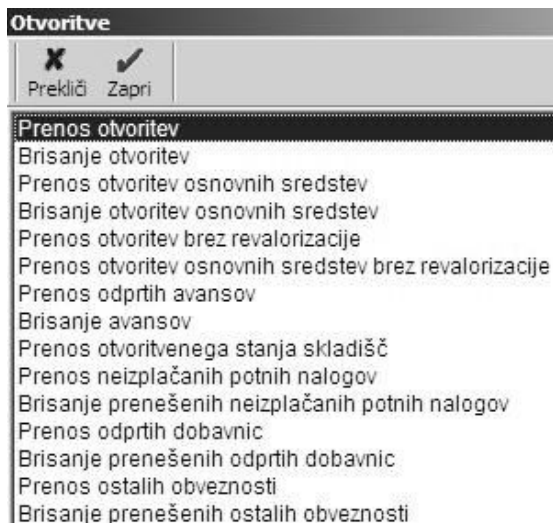 Otvoritve
Prekliči Zapri
Prenos otvoritev
Brisanje otvoritev
Prenos otvoritev osnovnih sredstev
Brisanje otvoritev osnovnih sredstev
Prenos otvoritev brez revalorizacije
Prenos otvoritev osnovnih sredstev brez revalorizacije
Prenos odprtih avansov
Brisanje avansov
Prenos otvoritvenega stanja skladišč
Prenos neizplačanih potnih nalogov
Brisanje prenešenih neizplačanih potnih nalogov
Prenos odprtih dobavnic
Brisanje prenešenih odprtih dobavnic
Prenos ostalih obveznosti
Brisanje prenešenih ostalih obveznosti